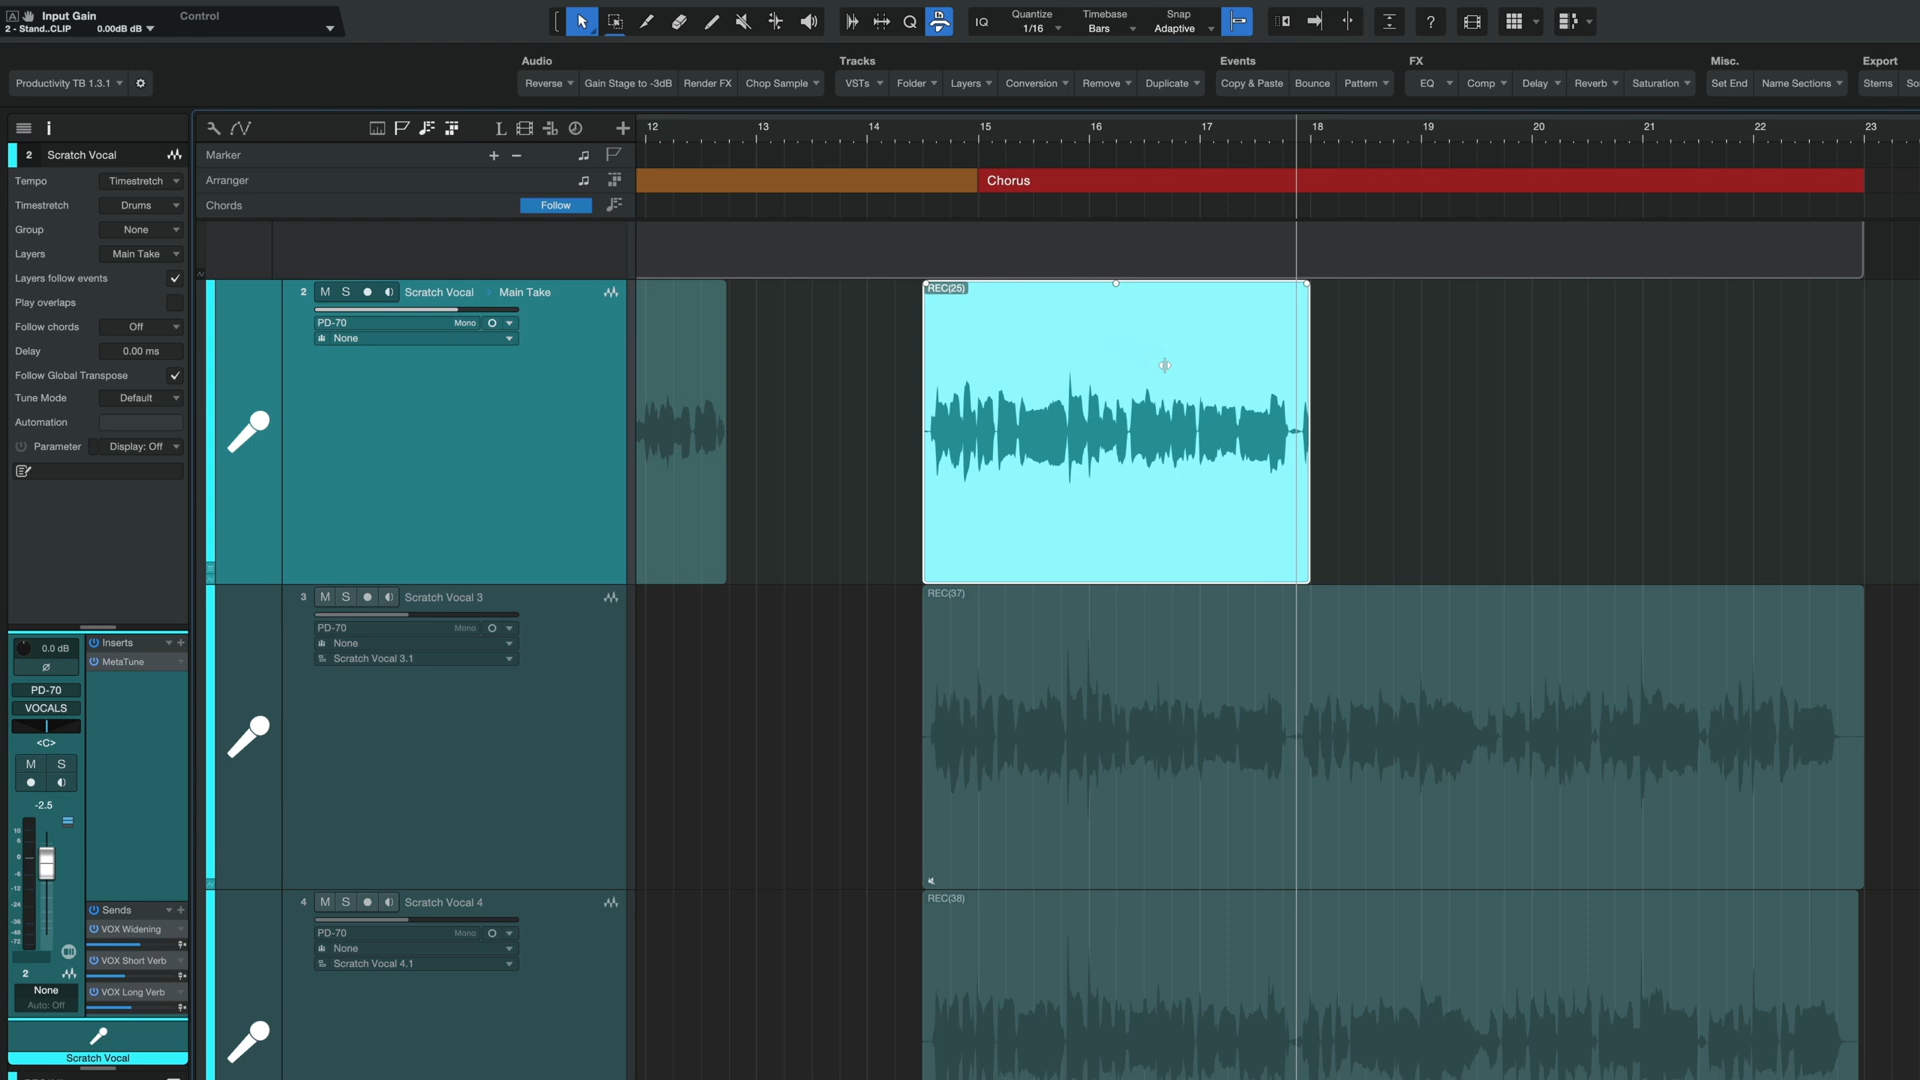 Input Gain
Control
2 - Stand..CLIP 0.00dB dB
IQ
Quantize
1/16
Timebase
Bars
Snap
Adaptive
?
Productivity TB 1.3.1
Audio
Reverse Gain Stage to -3dB Render FX Chop Sample
Tracks
VSTs Folder Layers Conversion Remove Duplicate
Events
Copy & Paste Bounce Pattern
FX
EQ Comp Delay Reverb Saturation
Misc.
Set End Name Sections
Export
Stems So
2 Scratch Vocal
Tempo Timestretch
Timestretch Drums
Group None
Layers Main Take
Layers follow events
Play overlaps
Follow chords Off
Delay 0.00 ms
Follow Global Transpose
Tune Mode Default
Automation
Parameter Display: Off
12 13 14 15 16 17 18 19 20 21 22 23
Marker
Arranger
Chorus
Chords Follow
2 M S Scratch Vocal Main Take
PD-70 Mono
None
REC(25)
3 M S Scratch Vocal 3
PD-70 Mono
None
Scratch Vocal 3.1
REC(37)
4 M S Scratch Vocal 4
PD-70 Mono
None
Scratch Vocal 4.1
REC(38)
0.0 dB
PD-70
VOCALS
<C>
M S
-2.5
10
6
0
-6
-12
-24
-36
-48
-72
2
None
Auto: Off
Inserts
MetaTune
Sends
VOX Widening
VOX Short Verb
VOX Long Verb
Scratch Vocal